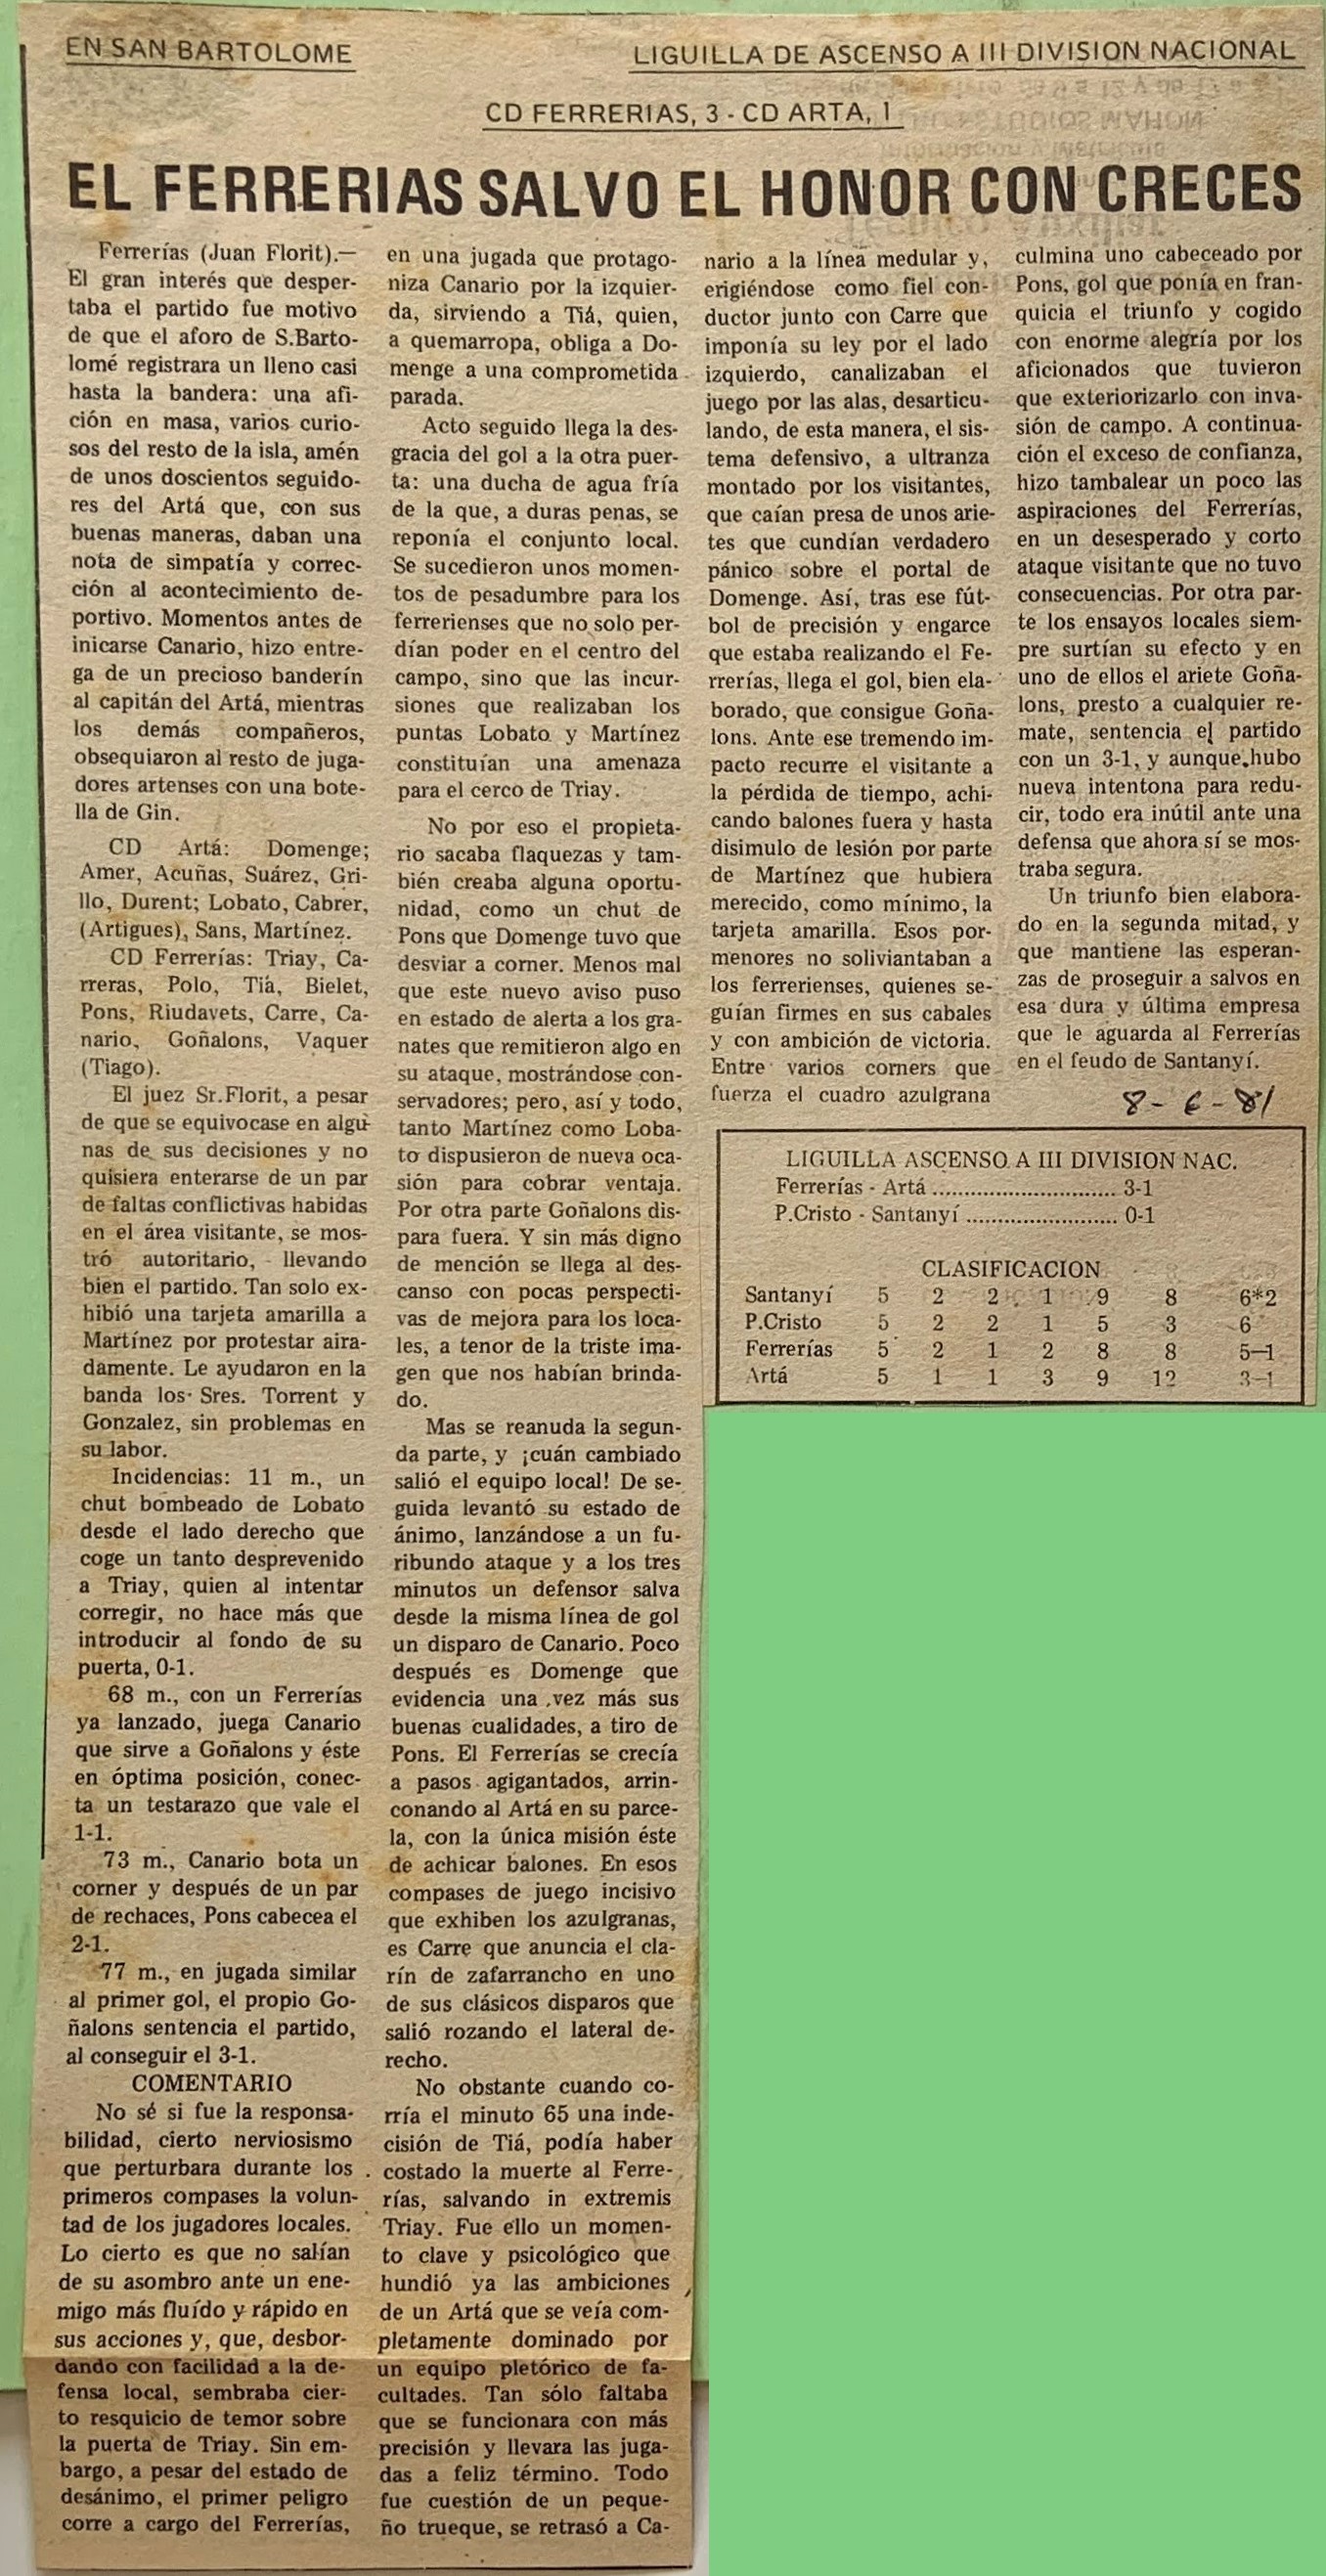 EN SAN BARTOLOME
LIGUILLA DE ASCENSO A III DIVISION NACIONAL
CD FERRERIAS, 3 - CD ARTA, 1
EL FERRERIAS SALVO EL HONOR CON CRECES
Ferrerías (Juan Florit).—
El gran interés que desper-
taba el partido fue motivo
de que el aforo de S.Barto-
lomé registrara un lleno casi
hasta la bandera: una afi-
ción en masa, varios curio-
sos del resto de la isla, amén
de unos doscientos seguido-
res del Artá que, con sus
buenas maneras, daban una
nota de simpatía y correc-
ción al acontecimiento de-
portivo. Momentos antes de
inicarse Canario, hizo entre-
ga de un precioso banderín
al capitán del Artá, mientras
los demás compañeros,
obsequiaron al resto de juga-
dores artenses con una bote-
lla de Gin.
CD Artá: Domenge;
Amer, Acuñas, Suárez, Gri-
llo, Durent; Lobato, Cabrer,
(Artigues), Sans, Martínez.
CD Ferrerías: Triay, Ca-
rreras, Polo, Tiá, Bielet,
Pons, Riudavets, Carre, Ca-
nario, Goñalons, Vaquer
(Tiago).
El juez Sr.Florit, a pesar
de que se equivocase en algu-
nas de sus decisiones y no
quisiera enterarse de un par
de faltas conflictivas habidas
en el área visitante, se mos-
tró autoritario, llevando
bien el partido. Tan solo ex-
hibió una tarjeta amarilla a
Martínez por protestar aira-
damente. Le ayudaron en la
banda los Sres. Torrent y
Gonzalez, sin problemas en
su labor.
Incidencias: 11 m., un
chut bombeado de Lobato
desde el lado derecho que
coge un tanto desprevenido
a Triay, quien al intentar
corregir, no hace más que
introducir al fondo de su
puerta, 0-1.
68 m., con un Ferrerías
ya lanzado, juega Canario
que sirve a Goñalons y éste
en óptima posición, conec-
ta un testarazo que vale el
1-1.
73 m., Canario bota un
corner y después de un par
de rechaces, Pons cabecea el
2-1.
77 m., en jugada similar
al primer gol, el propio Go-
ñalons sentencia el partido,
al conseguir el 3-1.
COMENTARIO
No sé si fue la responsa-
bilidad, cierto nerviosismo
que perturbara durante los
primeros compases la volun-
tad de los jugadores locales.
Lo cierto es que no salían
de su asombro ante un ene-
migo más fluído y rápido en
sus acciones y, que, desbor-
dando con facilidad a la de-
fensa local, sembraba cier-
to resquicio de temor sobre
la puerta de Triay. Sin em-
bargo, a pesar del estado de
desánimo, el primer peligro
corre a cargo del Ferrerías,
en una jugada que protago-
niza Canario por la izquier-
da, sirviendo a Tiá, quien,
a quemarropa, obliga a Do-
menge a una comprometida
parada.
Acto seguido llega la des-
gracia del gol a la otra puer-
ta: una ducha de agua fría
de la que, a duras penas, se
reponía el conjunto local.
Se sucedieron unos momen-
tos de pesadumbre para los
ferrerienses que no solo per-
dían poder en el centro del
campo, sino que las incur-
siones que realizaban los
puntas Lobato y Martínez
constituían una amenaza
para el cerco de Triay.
No por eso el propieta-
rio sacaba flaquezas y tam-
bién creaba alguna oportu-
nidad, como un chut de
Pons que Domenge tuvo que
desviar a corner. Menos mal
que este nuevo aviso puso
en estado de alerta a los gra-
nates que remitieron algo en
su ataque, mostrándose con-
servadores; pero, así y todo,
tanto Martínez como Loba-
to dispusieron de nueva oca-
sión para cobrar ventaja.
Por otra parte Goñalons dis-
para fuera. Y sin más digno
de mención se llega al des-
canso con pocas perspecti-
vas de mejora para los loca-
les, a tenor de la triste ima-
gen que nos habían brinda-
do.
Mas se reanuda la segun-
da parte, y ¡cuán cambiado
salió el equipo local! De se-
guida levantó su estado de
ánimo, lanzándose a un fu-
ribundo ataque y a los tres
minutos un defensor salva
desde la misma línea de gol
un disparo de Canario. Poco
después es Domenge que
evidencia una vez más sus
buenas cualidades, a tiro de
Pons. El Ferrerías se crecía
a pasos agigantados, arrin-
conando al Artá en su parce-
la, con la única misión éste
de achicar balones. En esos
compases de juego incisivo
que exhiben los azulgranas,
es Carre que anuncia el cla-
rín de zafarrancho en uno
de sus clásicos disparos que
salió rozando el lateral de-
recho.
No obstante cuando co-
rría el minuto 65 una inde-
cisión de Tiá, podía haber
costado la muerte al Ferre-
rías, salvando in extremis
Triay. Fue ello un momen-
to clave y psicológico que
hundió ya las ambiciones
de un Artá que se veía com-
pletamente dominado por
un equipo pletórico de fa-
cultades. Tan sólo faltaba
que se funcionara con más
precisión y llevara las juga-
das a feliz término. Todo
fue cuestión de un peque-
ño trueque, se retrasó a Ca-
nario a la línea medular y,
erigiéndose como fiel con-
ductor junto con Carre que
imponía su ley por el lado
izquierdo, canalizaban el
juego por las alas, desarticu-
lando, de esta manera, el sis-
tema defensivo, a ultranza
montado por los visitantes,
que caían presa de unos arie-
tes que cundían verdadero
pánico sobre el portal de
Domenge. Así, tras ese fút-
bol de precisión y engarce
que estaba realizando el Fe-
rrerías, llega el gol, bien ela-
borado, que consigue Goña-
lons. Ante ese tremendo im-
pacto recurre el visitante a
la pérdida de tiempo, achi-
cando balones fuera y hasta
disimulo de lesión por parte
de Martínez que hubiera
merecido, como mínimo, la
tarjeta amarilla. Esos por-
menores no soliviantaban a
los ferrerienses, quienes se-
guían firmes en sus cabales
y con ambición de victoria.
Entre varios corners que
fuerza el cuadro azulgrana
culmina uno cabeceado por
Pons, gol que ponía en fran-
quicia el triunfo y cogido
con enorme alegría por los
aficionados que tuvieron
que exteriorizarlo con inva-
sión de campo. A continua-
ción el exceso de confianza,
hizo tambalear un poco las
aspiraciones del Ferrerías,
en un desesperado y corto
ataque visitante que no tuvo
consecuencias. Por otra par-
te los ensayos locales siem-
pre surtían su efecto y en
uno de ellos el ariete Goña-
lons, presto a cualquier re-
mate, sentencia el partido
con un 3-1, y aunque hubo
nueva intentona para redu-
cir, todo era inútil ante una
defensa que ahora sí se mos-
traba segura.
Un triunfo bien elabora-
do en la segunda mitad, y
que mantiene las esperan-
zas de proseguir a salvos en
esa dura y última empresa
que le aguarda al Ferrerías
en el feudo de Santanyí.
8-6-81
LIGUILLA ASCENSO A III DIVISION NAC.
Ferrerías - Artá ............................ 3-1
P.Cristo - Santanyí ....................... 0-1
CLASIFICACION
Santanyí 5 2 2 1 9 8 6*2
P.Cristo 5 2 2 1 5 3 6
Ferrerías 5 2 1 2 8 8 5—1
Artá 5 1 1 3 9 12 3—1